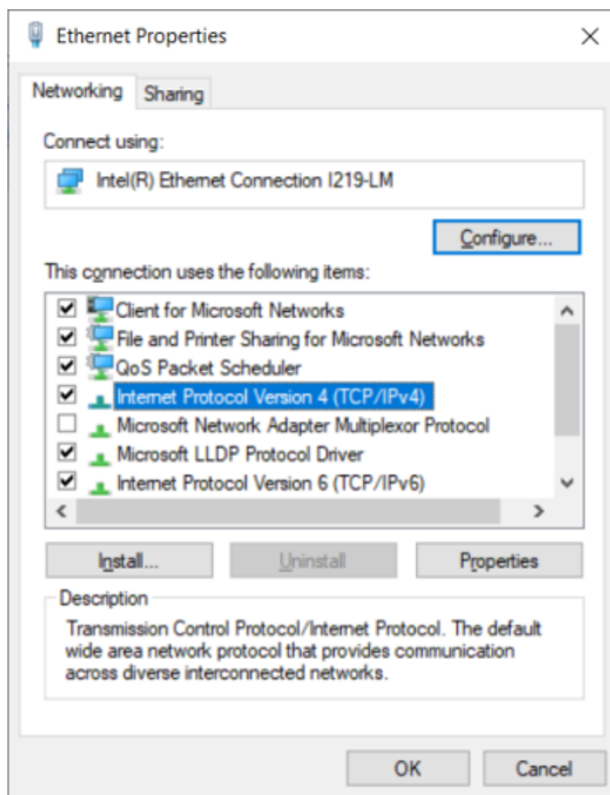 Ethernet Properties
Networking
Sharing
Connect using:
Intel(R) Ethernet Connection I219-LM
Configure...
This connection uses the following items:
Client for Microsoft Networks
File and Printer Sharing for Microsoft Networks
QoS Packet Scheduler
Internet Protocol Version 4 (TCP/IPv4)
Microsoft Network Adapter Multiplexor Protocol
Microsoft LLDP Protocol Driver
Internet Protocol Version 6 (TCP/IPv6)
Install...
Uninstall
Properties
Description
Transmission Control Protocol/Internet Protocol. The default
wide area network protocol that provides communication
across diverse interconnected networks.
OK
Cancel